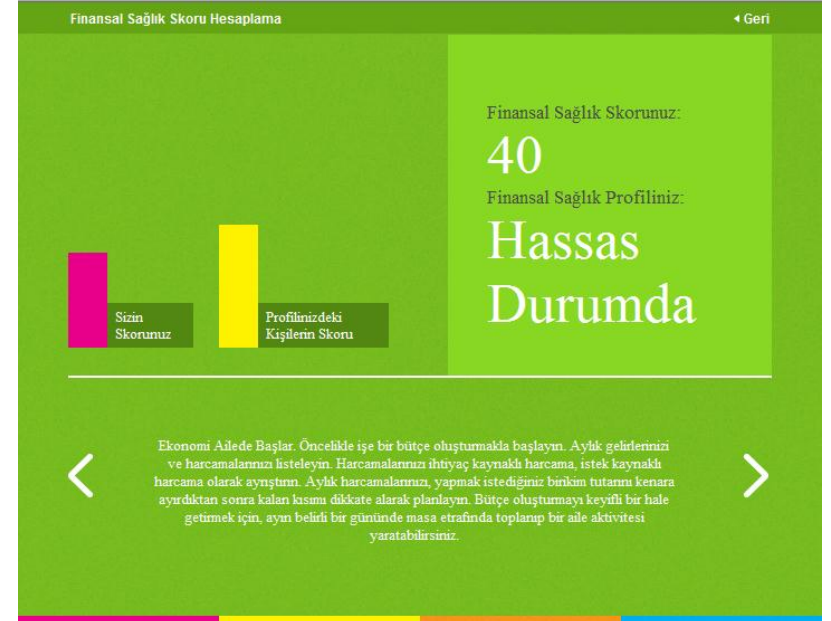 Finansal Sağlık Skoru Hesaplama
Geri
Finansal Sağlık Skorunuz:
40
Finansal Sağlık Profiliniz:
Hassas
Durumda
Sizin
Skorunuz
Profilinizdeki
Kişilerin Skoru
Ekonomi Ailede Başlar. Öncelikle işe bir bütçe oluşturmakla başlayın. Aylık gelirlerinizi
ve harcamalarınızı listeleyin. Harcamalarınızı ihtiyaç kaynaklı harcama, istek kaynaklı
harcama olarak ayrıştırın. Aylık harcamalarınızı, yapmak istediğiniz birikim tutarını kenara
ayırdıktan sonra kalan kısımı dikkate alarak planlayın. Bütçe oluşturmayı keyifli bir hale
getirmek için, ayın belirli bir gününde masa etrafında toplanıp bir aile aktivitesi
yaratabilirsiniz.